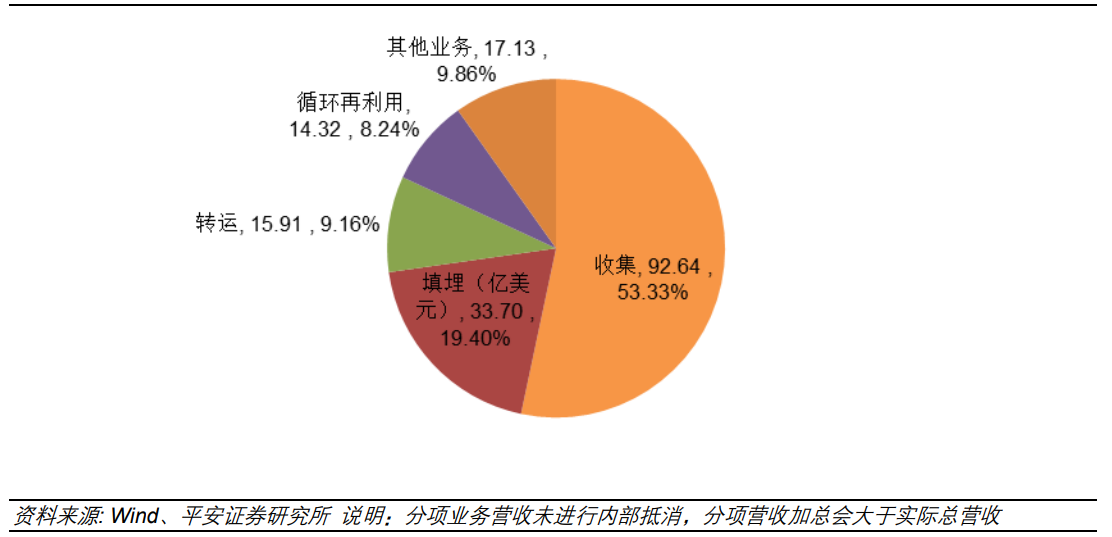 其他业务, 17.13 ,
9.86%
循环再利用,
14.32 , 8.24%
转运, 15.91 , 9.16%
收集, 92.64 ,
53.33%
填埋（亿美
元）, 33.70 ,
19.40%
资料来源: Wind、平安证券研究所 说明：分项业务营收未进行内部抵消，分项营收加总会大于实际总营收